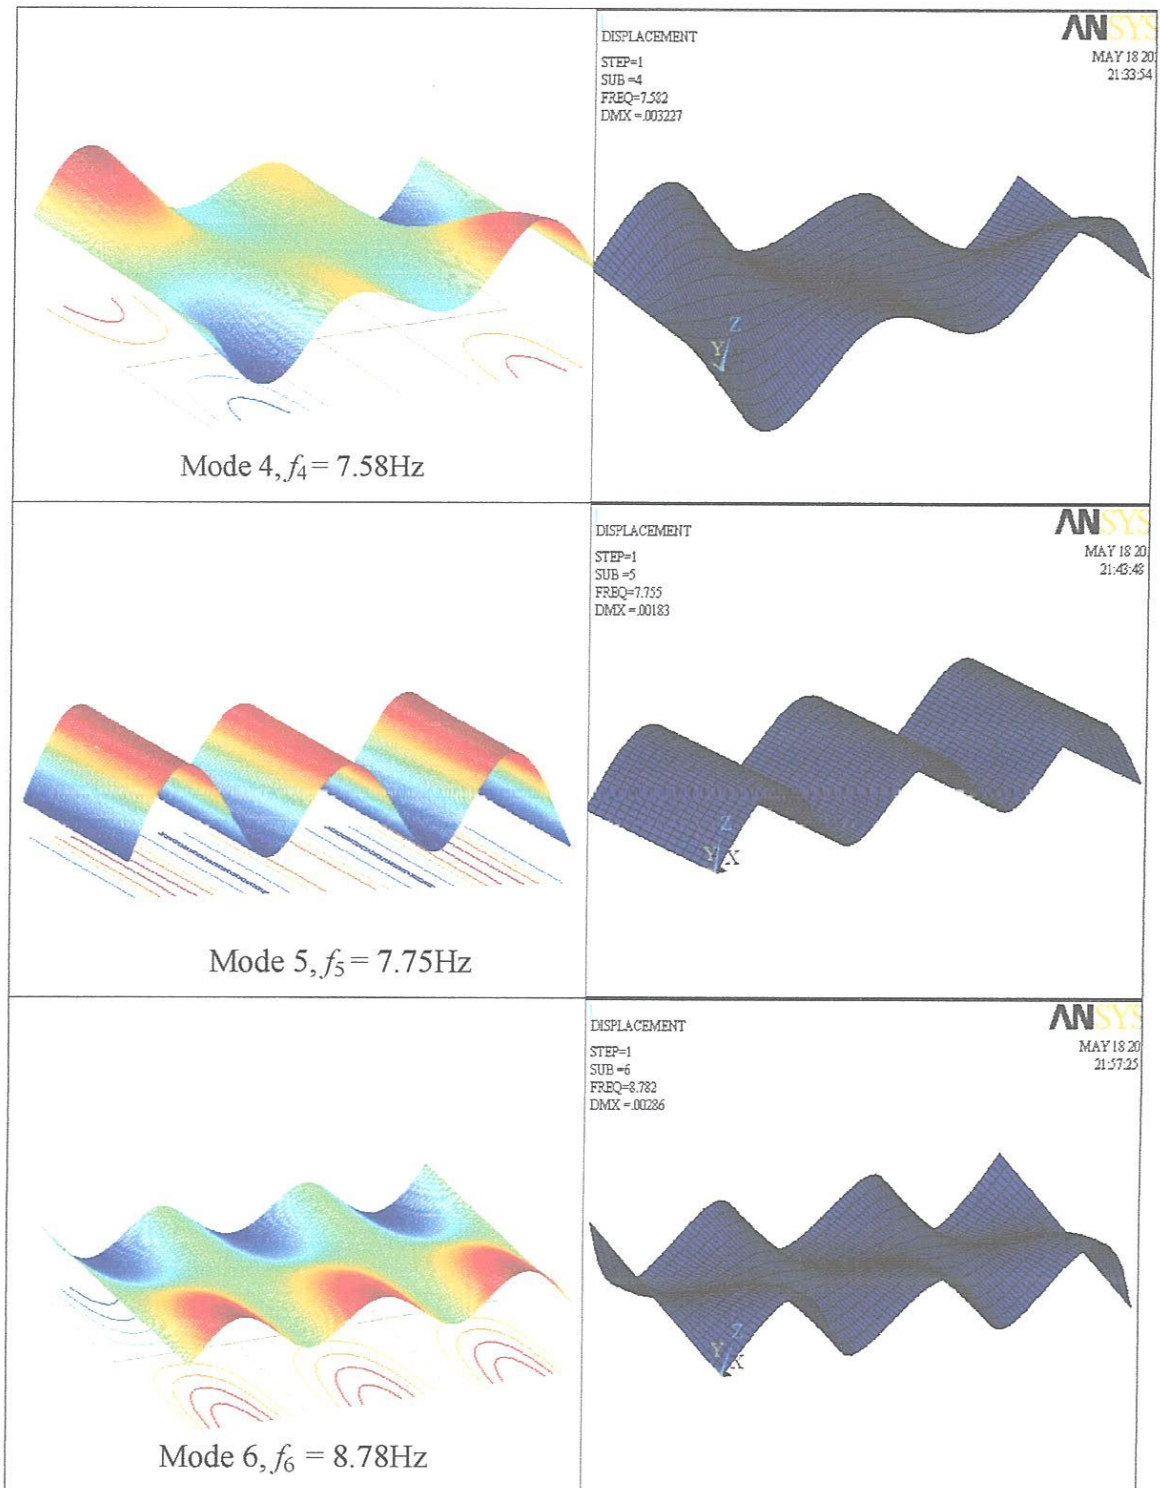 DISPLACEMENT
STEP=1
SUB =4
FREQ=7.582
DMX =.003227
ANSYS
MAY 18 20
21:33:54
Z
Y
Mode 4, f4 = 7.58Hz
DISPLACEMENT
STEP=1
SUB =5
FREQ=7.755
DMX =.00183
ANSYS
MAY 18 20
21:43:48
Z
Y X
Mode 5, f5 = 7.75Hz
DISPLACEMENT
STEP=1
SUB =6
FREQ=8.782
DMX =.00286
ANSYS
MAY 18 20
21:57:25
Z
Y X
Mode 6, f6 = 8.78Hz